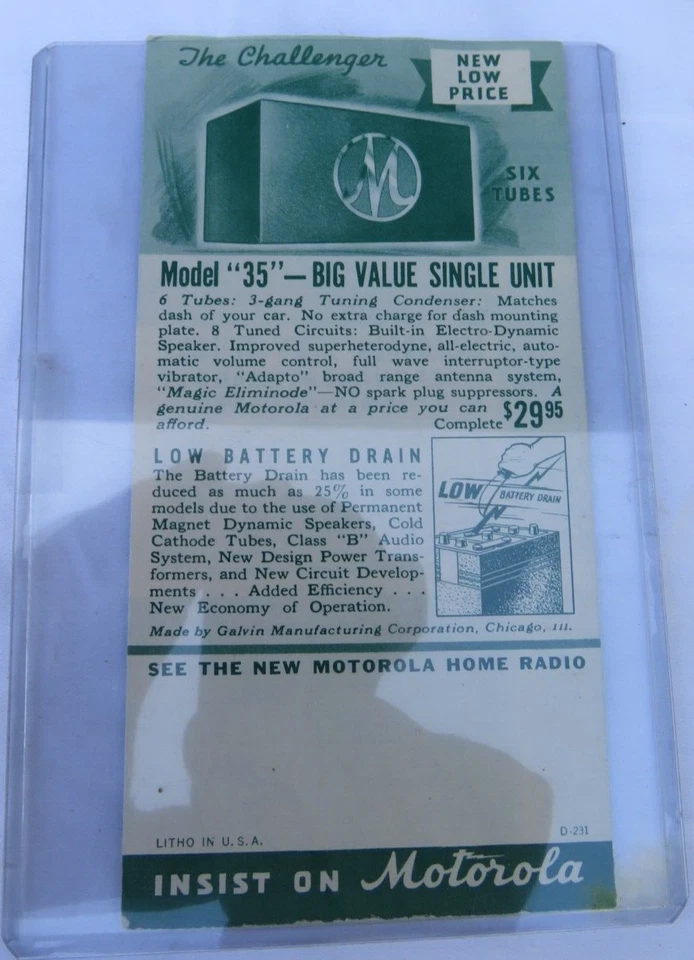 The Challenger
NEW
LOW
PRICE
M
SIX
TUBES
Model "35"—BIG VALUE SINGLE UNIT
6 Tubes: 3-gang Tuning Condenser: Matches
dash of your car. No extra charge for dash mounting
plate. 8 Tuned Circuits: Built-in Electro-Dynamic
Speaker. Improved superheterodyne, all-electric, auto-
matic volume control, full wave interruptor-type
vibrator, "Adapto" broad range antenna system,
"Magic Eliminode"—NO spark plug suppressors. A
genuine Motorola at a price you can
afford.
Complete $29 95
LOW BATTERY DRAIN
The Battery Drain has been re-
duced as much as 25% in some
models due to the use of Permanent
Magnet Dynamic Speakers, Cold
Cathode Tubes, Class "B" Audio
System, New Design Power Trans-
formers, and New Circuit Develop-
ments . . . Added Efficiency . . .
New Economy of Operation.
LOW BATTERY DRAIN
Made by Galvin Manufacturing Corporation, Chicago, Ill.
SEE THE NEW MOTOROLA HOME RADIO
LITHO IN U.S.A.
D-231
INSIST ON Motorola